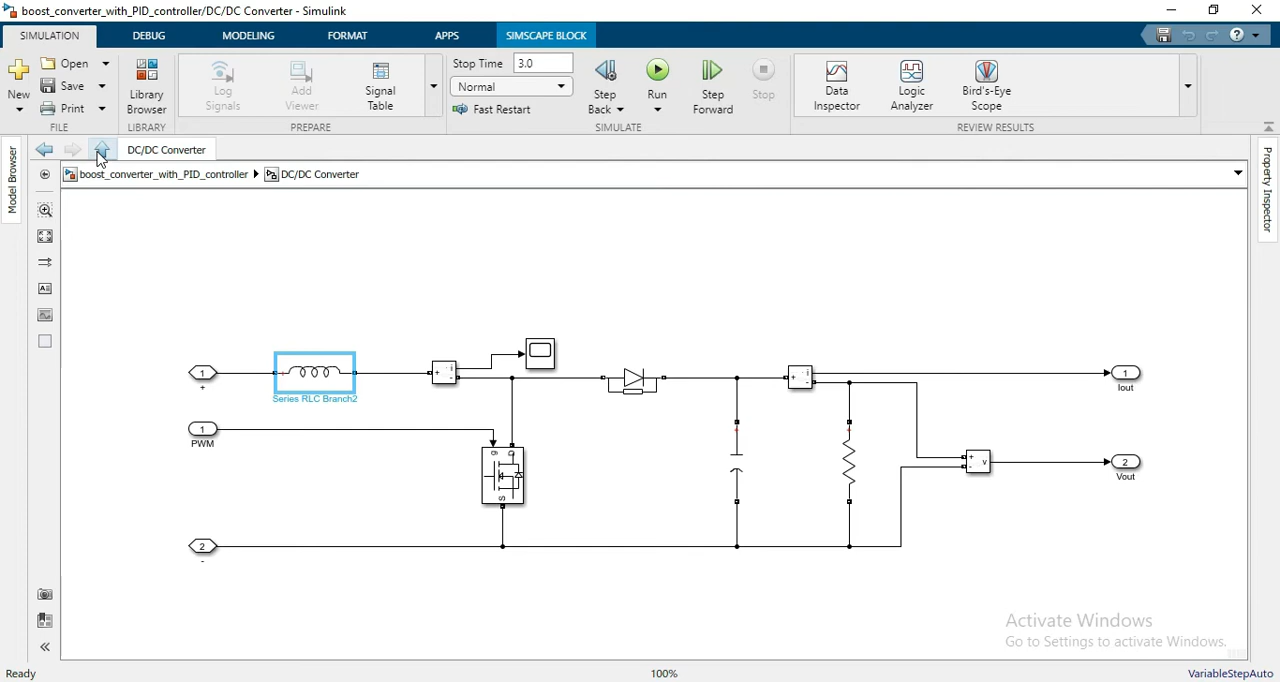 boost_converter_with_PID_controller/DC/DC Converter - Simulink
SIMULATION DEBUG MODELING FORMAT APPS SIMSCAPE BLOCK
New
Open
Save
Print
FILE
Library
Browser
LIBRARY
Log
Signals
Add
Viewer
Signal
Table
PREPARE
Stop Time 3.0
Normal
Fast Restart
Step
Back
Run
Step
Forward
Stop
SIMULATE
Data
Inspector
Logic
Analyzer
Bird's-Eye
Scope
REVIEW RESULTS
DC/DC Converter
boost_converter_with_PID_controller DC/DC Converter
Model Browser
Property Inspector
1
+
Series RLC Branch2
+ i
-
+ i
-
1
Iout
1
PWM
g D
S
+ v
-
2
Vout
2
-
Activate Windows
Go to Settings to activate Windows.
Ready 100% VariableStepAuto